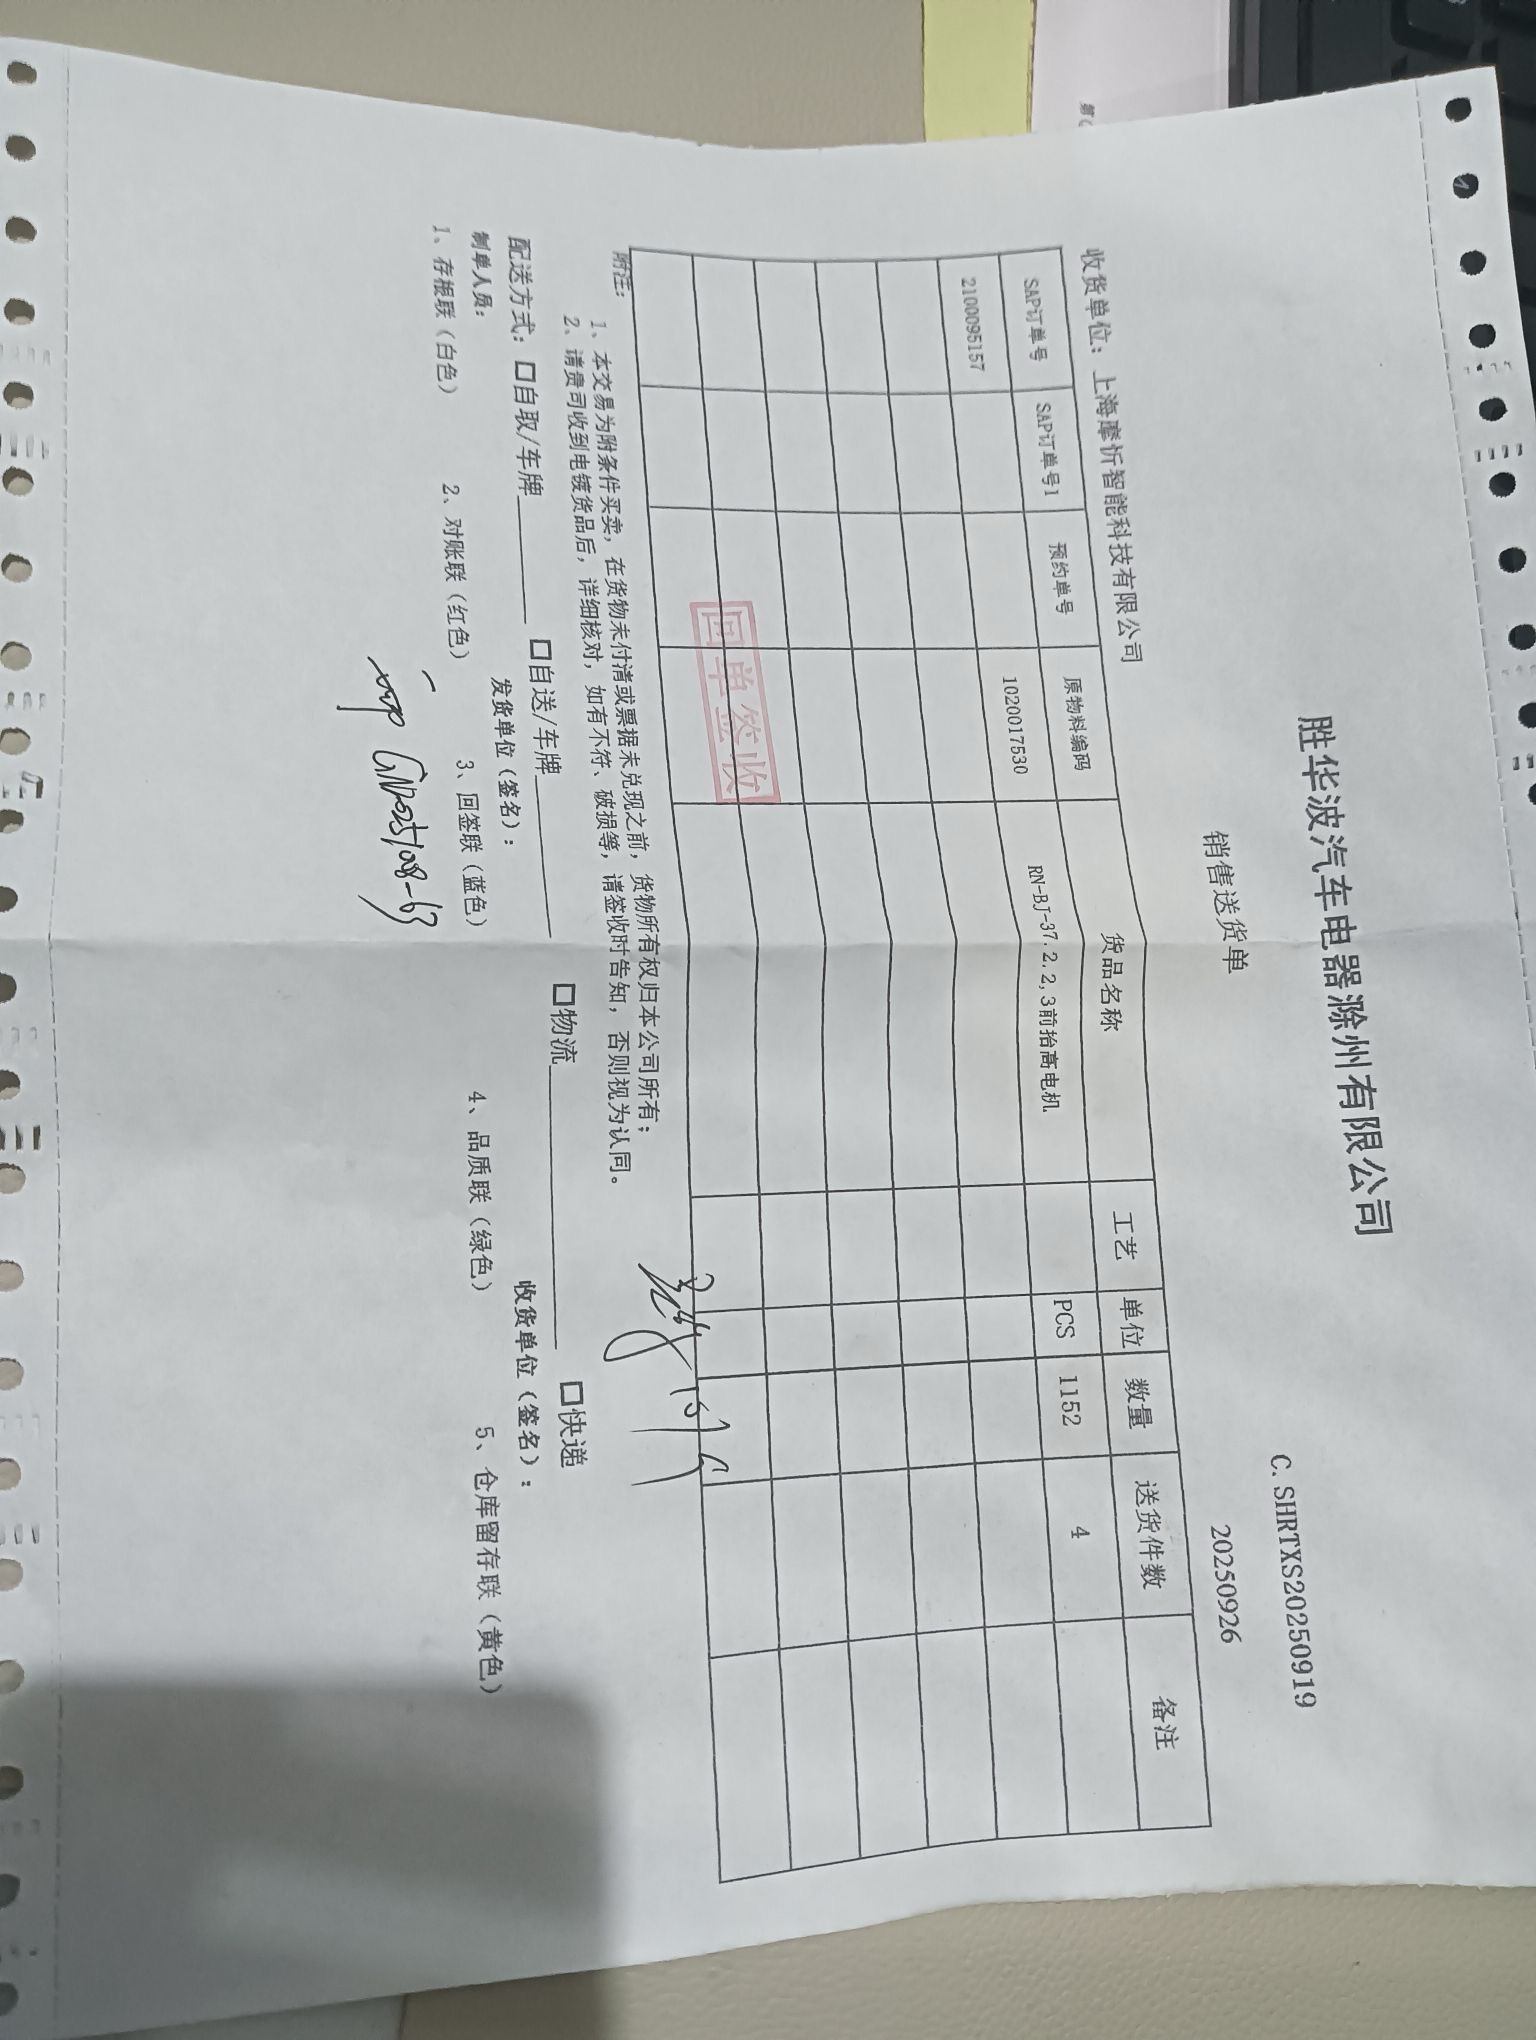 胜华波汽车电器滁州有限公司
C.SHRTXS20250919
销售送货单
20250926
收货单位：上海摩忻智能科技有限公司
SAP订单号 SAP订单号1 预约单号 原物料编码 货品名称 工艺 单位 数量 送货件数 备注
2100095157 1020017530 RN-BJ-37.2.2,3前抬高电机 PCS 1152 4
回单签收
附注：
1、本交易为附条件买卖，在货物未付清或票据未兑现之前，货物所有权归本公司所有；
2、请贵司收到电镀货品后，详细核对，如有不符、破损等，请签收时告知，否则视为认同。
配送方式：□自取/车牌 □自送/车牌 □物流 □快递
制单人员： 发货单位（签名）： 收货单位（签名）：
1、存根联（白色） 2、对账联（红色） 3、回签联（蓝色） 4、品质联（绿色） 5、仓库留存联（黄色）